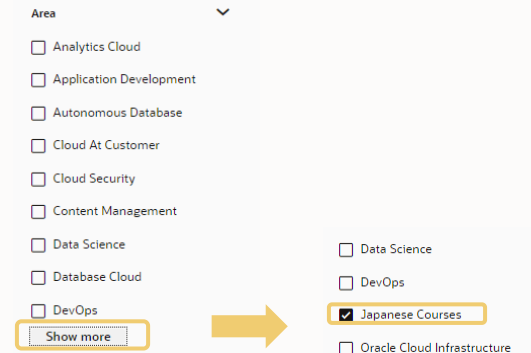 Area
Analytics Cloud
Application Development
Autonomous Database
Cloud At Customer
Cloud Security
Content Management
Data Science
Database Cloud
DevOps
Show more
Data Science
DevOps
Japanese Courses
Oracle Cloud Infrastructure